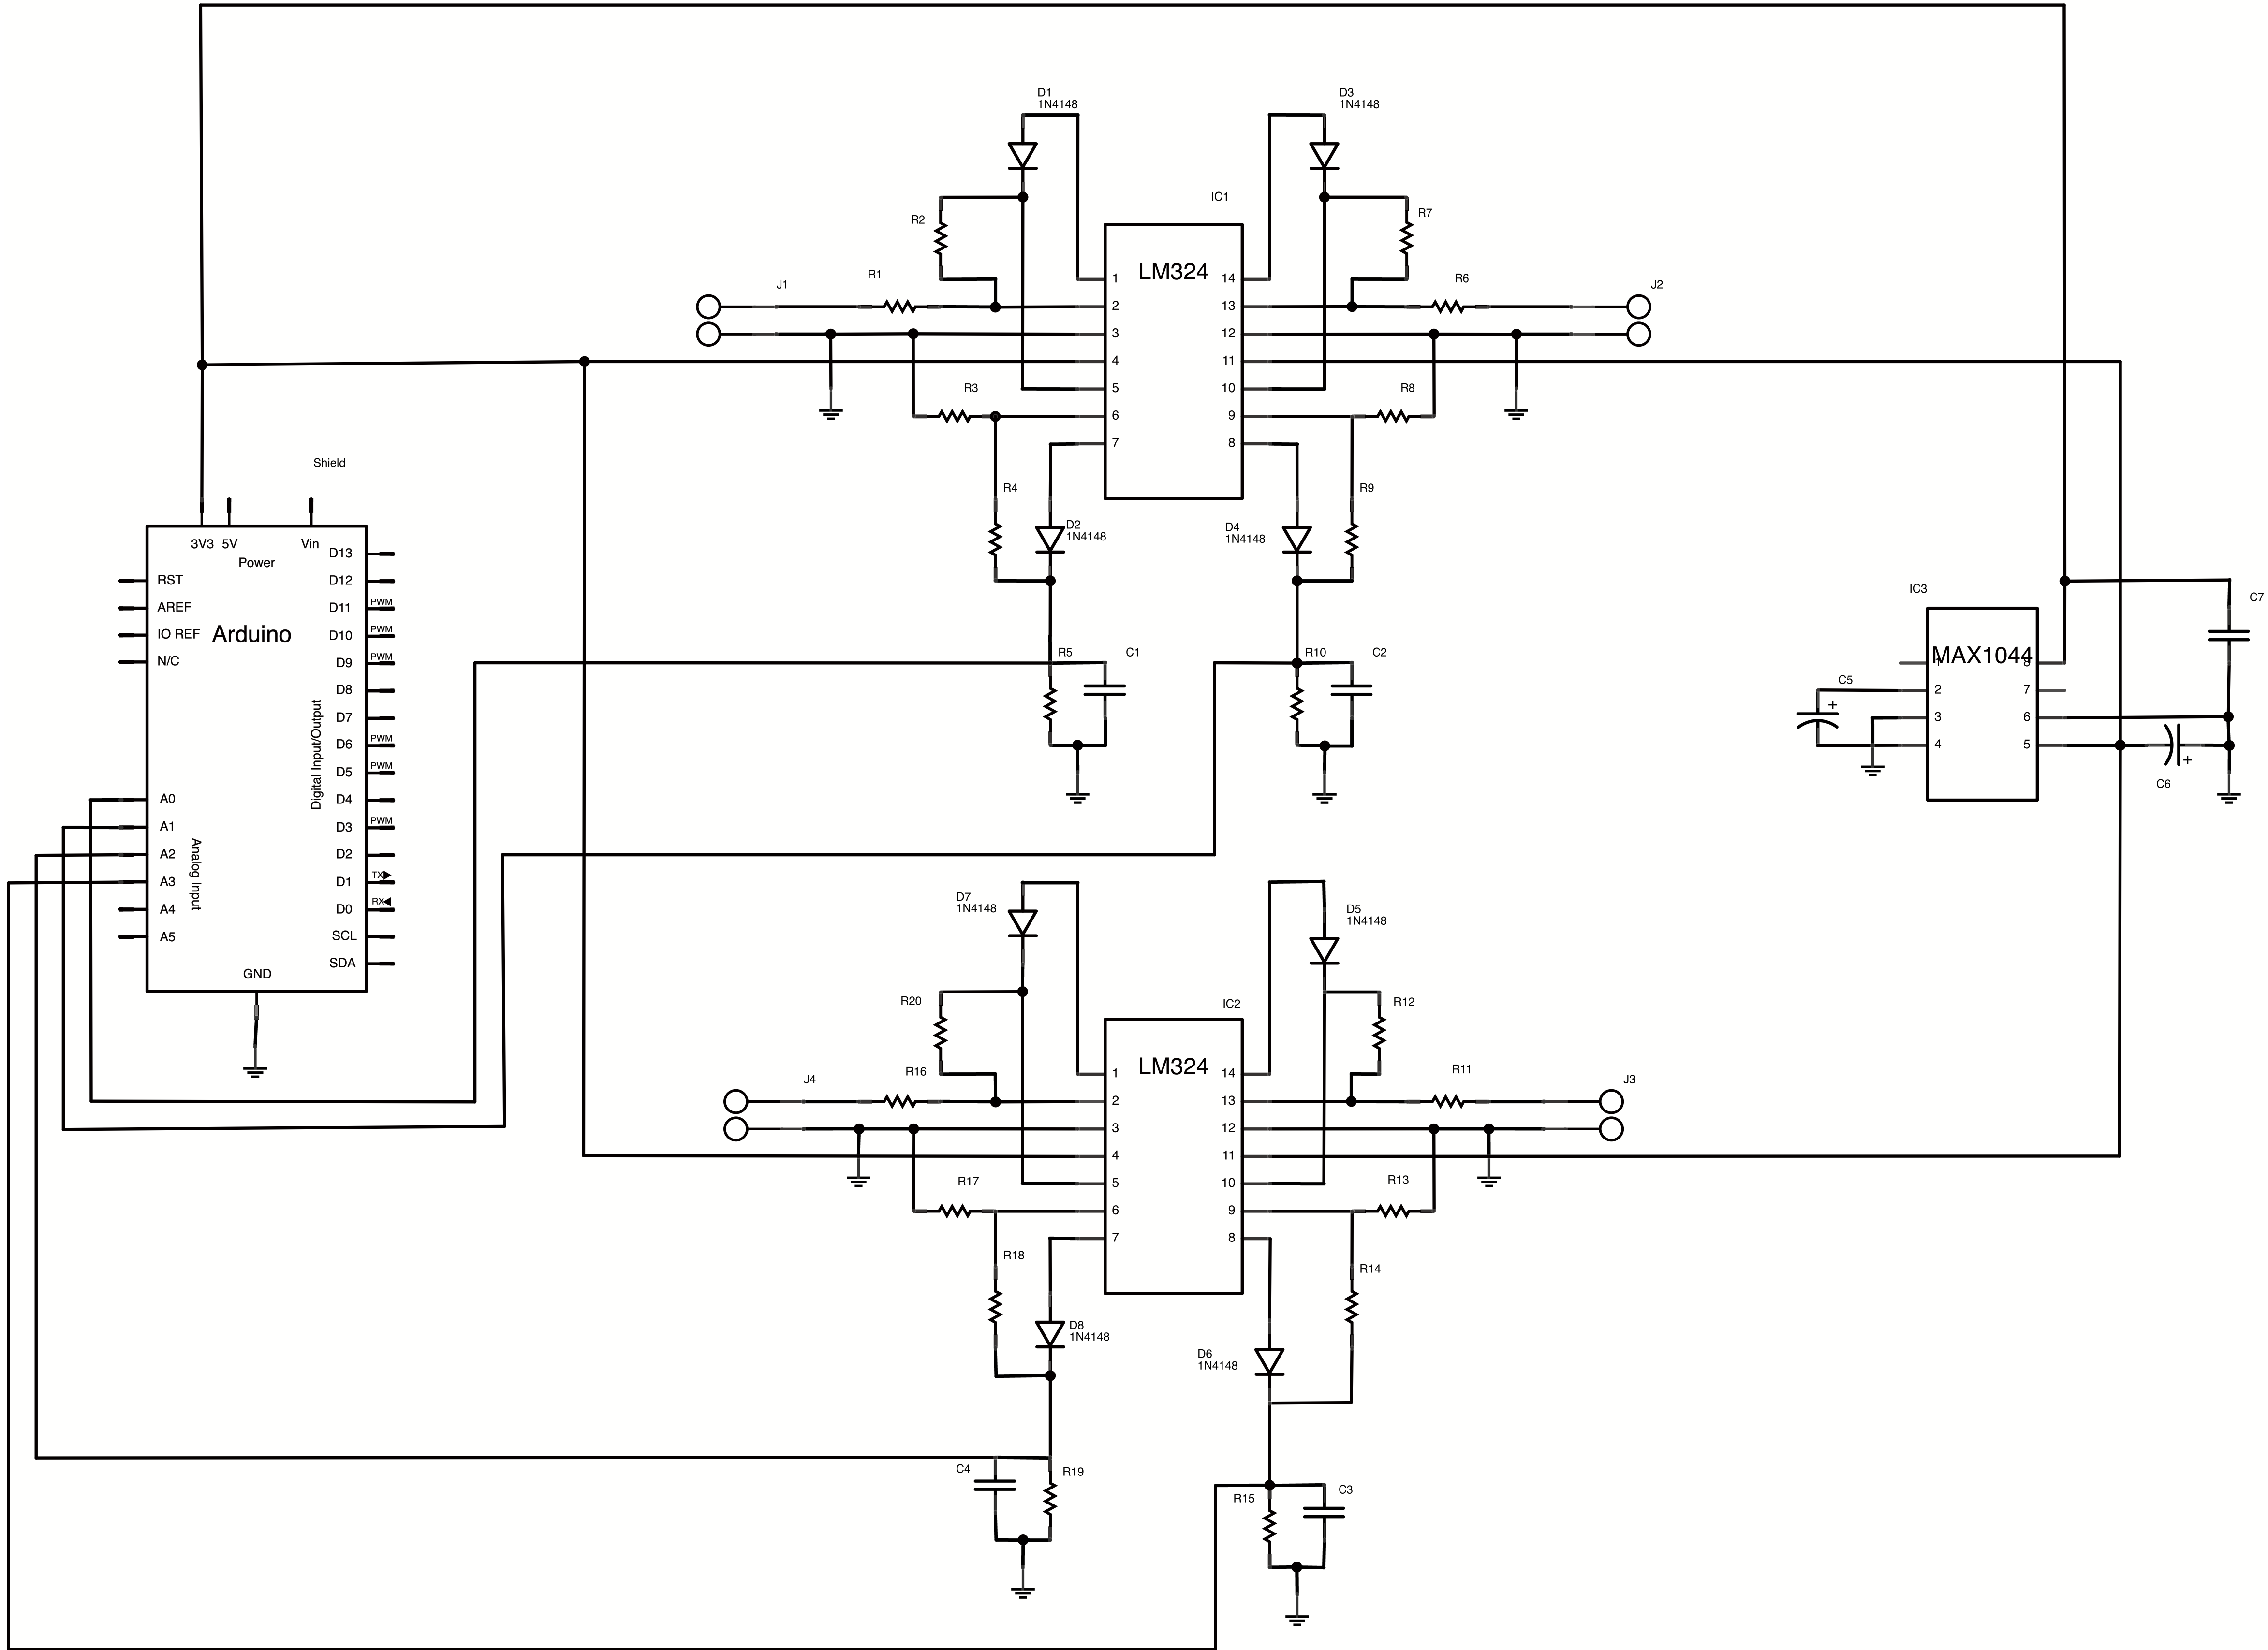 D1
1N4148
D3
1N4148
IC1
R2
R7
LM324
R1
J1
R6
J2
1
2
3
4
5
6
7
14
13
12
11
10
9
8
R3
R8
R4
R9
D2
1N4148
D4
1N4148
R5
C1
R10
C2
Shield
3V3 5V Vin
Power
Arduino
RST
AREF
IO REF
N/C
A0
A1
A2
A3
A4
A5
Analog Input
GND
Digital Input/Output
D13
D12
D11 PWM
D10 PWM
D9 PWM
D8
D7
D6 PWM
D5 PWM
D4
D3 PWM
D2
D1 TX▶
D0 RX◀
SCL
SDA
IC3
MAX1044
1
2
3
4
8
7
6
5
C5
+
C6
+
C7
D7
1N4148
D5
1N4148
IC2
R20
R12
LM324
R16
J4
R11
J3
1
2
3
4
5
6
7
14
13
12
11
10
9
8
R17
R13
R18
R14
D8
1N4148
D6
1N4148
C4
R19
R15
C3